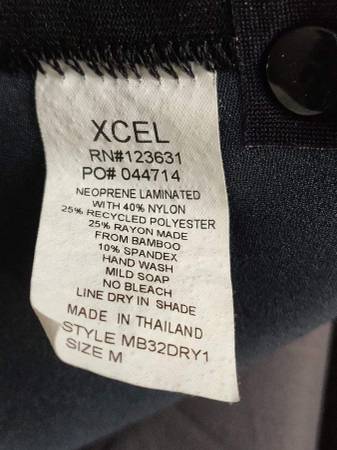 XCEL
RN#123631
PO# 044714
NEOPRENE LAMINATED
WITH 40% NYLON
25% RECYCLED POLYESTER
25% RAYON MADE
FROM BAMBOO
10% SPANDEX
HAND WASH
MILD SOAP
NO BLEACH
LINE DRY IN SHADE
MADE IN THAILAND
STYLE MB32DRY1
SIZE M